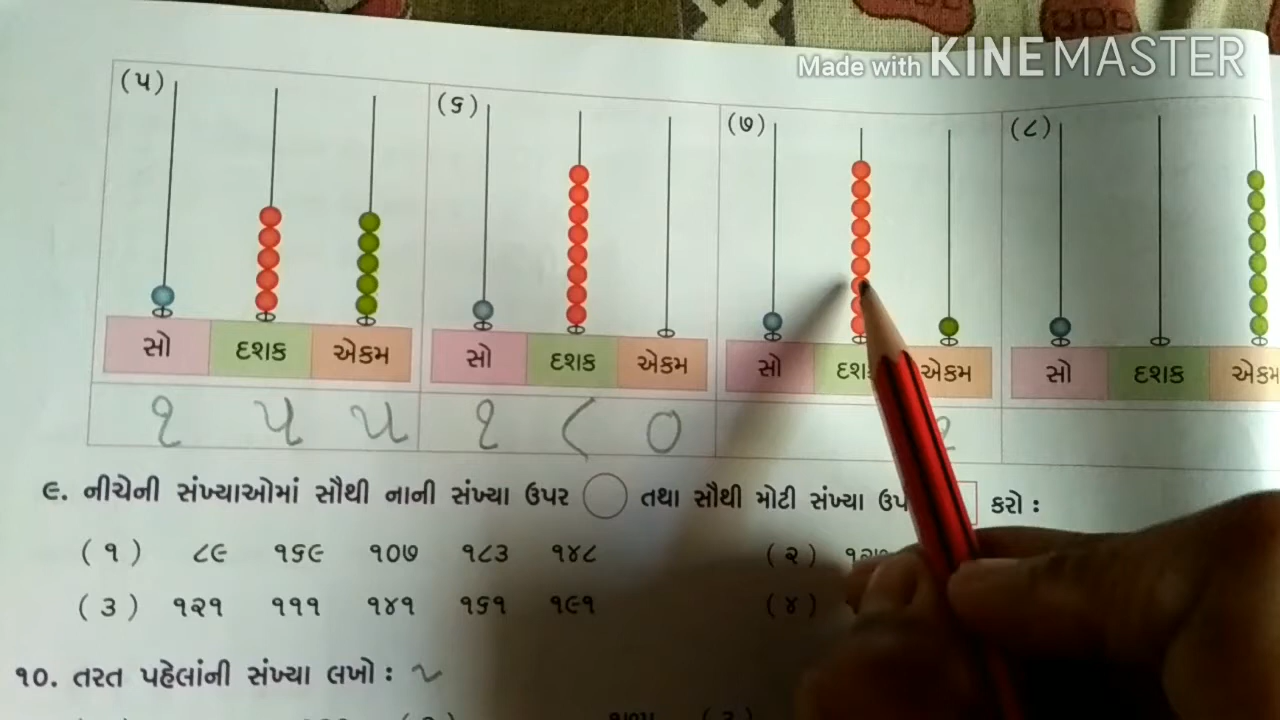 Made with KINEMASTER
(૫) (૬) (૭) (૮)
સો દશક એકમ સો દશક એકમ સો એકમ સો દશક
૧ ૫ ૫ ૧ ૮ ૦
૯. નીચેની સંખ્યાઓમાં સૌથી નાની સંખ્યા ઉપર તથા સૌથી મોટી સંખ્યા કરો :
(૧) ૮૯ ૧૬૯ ૧૦૭ ૧૮૩ ૧૪૮ (૨)
(૩) ૧૨૧ ૧૧૧ ૧૪૧ ૧૬૧ ૧૯૧ (૪)
૧૦. તરત પહેલાંની સંખ્યા લખો :